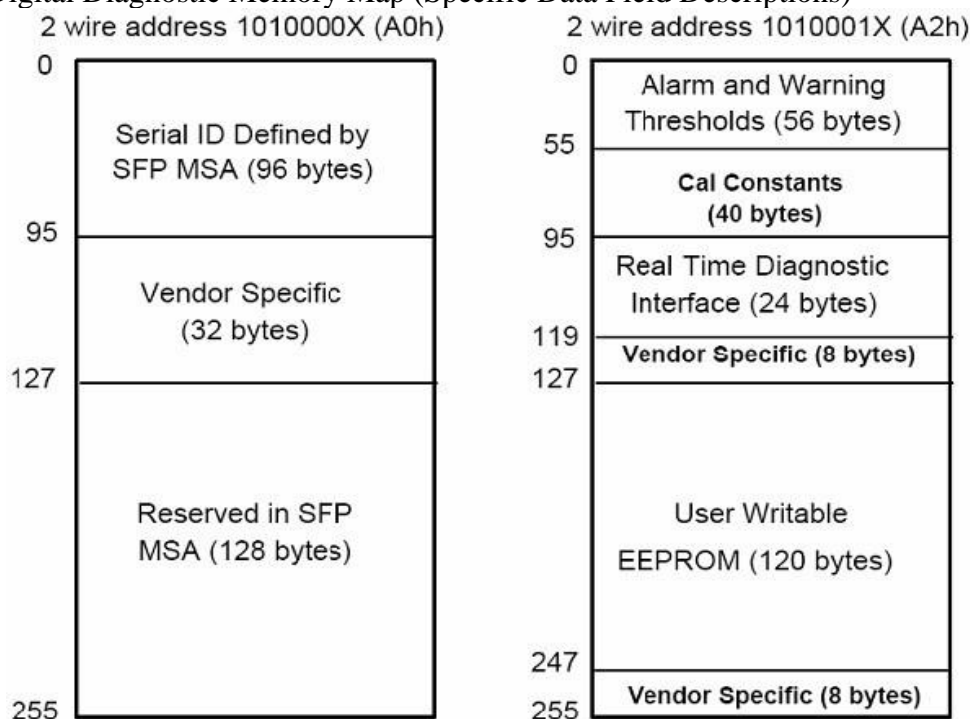 Digital Diagnostic Memory Map (Specific Data Field Descriptions)
2 wire address 1010000X (A0h)
0
Serial ID Defined by
SFP MSA (96 bytes)
95
Vendor Specific
(32 bytes)
127
Reserved in SFP
MSA (128 bytes)
255
2 wire address 1010001X (A2h)
0
Alarm and Warning
Thresholds (56 bytes)
55
Cal Constants
(40 bytes)
95
Real Time Diagnostic
Interface (24 bytes)
119
Vendor Specific (8 bytes)
127
User Writable
EEPROM (120 bytes)
247
Vendor Specific (8 bytes)
255